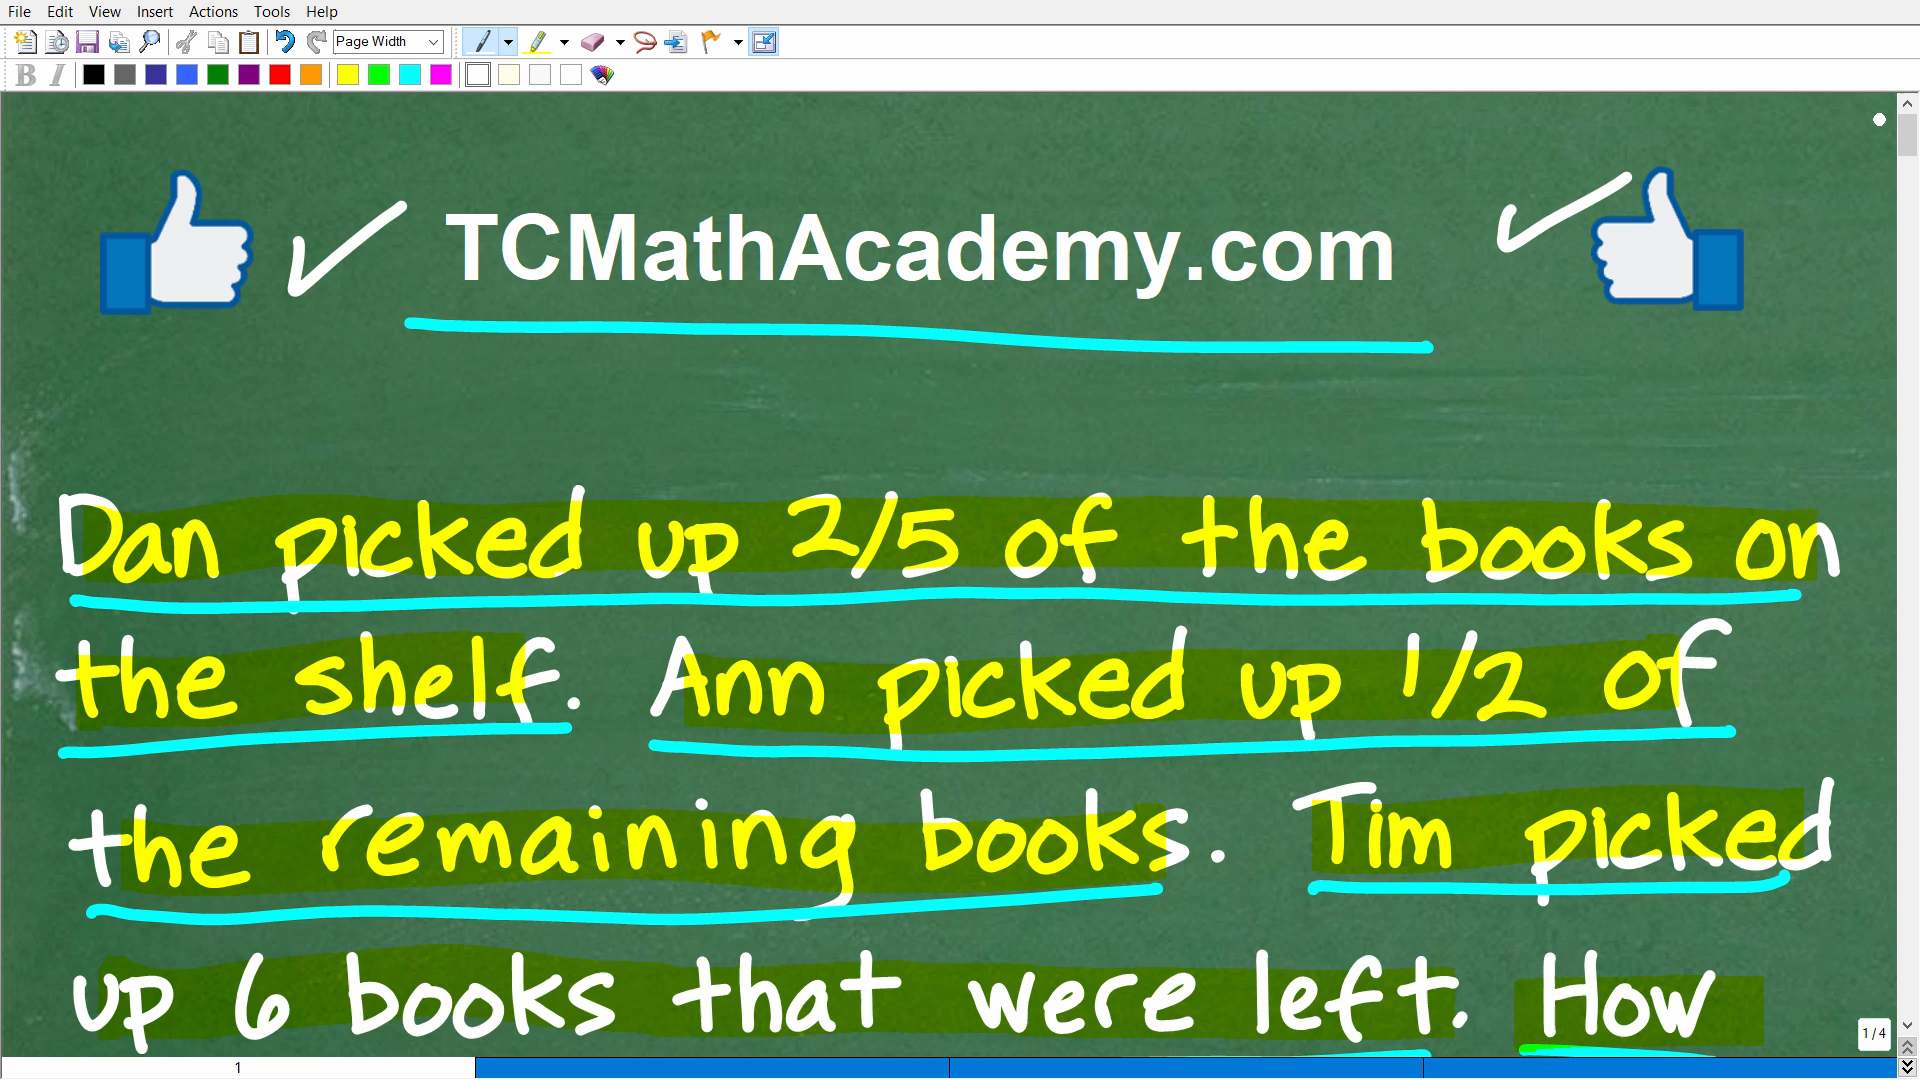 File Edit View Insert Actions Tools Help
Page Width
B I
TCMathAcademy.com
Dan picked up 2/5 of the books on
the shelf. Ann picked up 1/2 of
the remaining books. Tim picked
up 6 books that were left. How
1 / 4
1